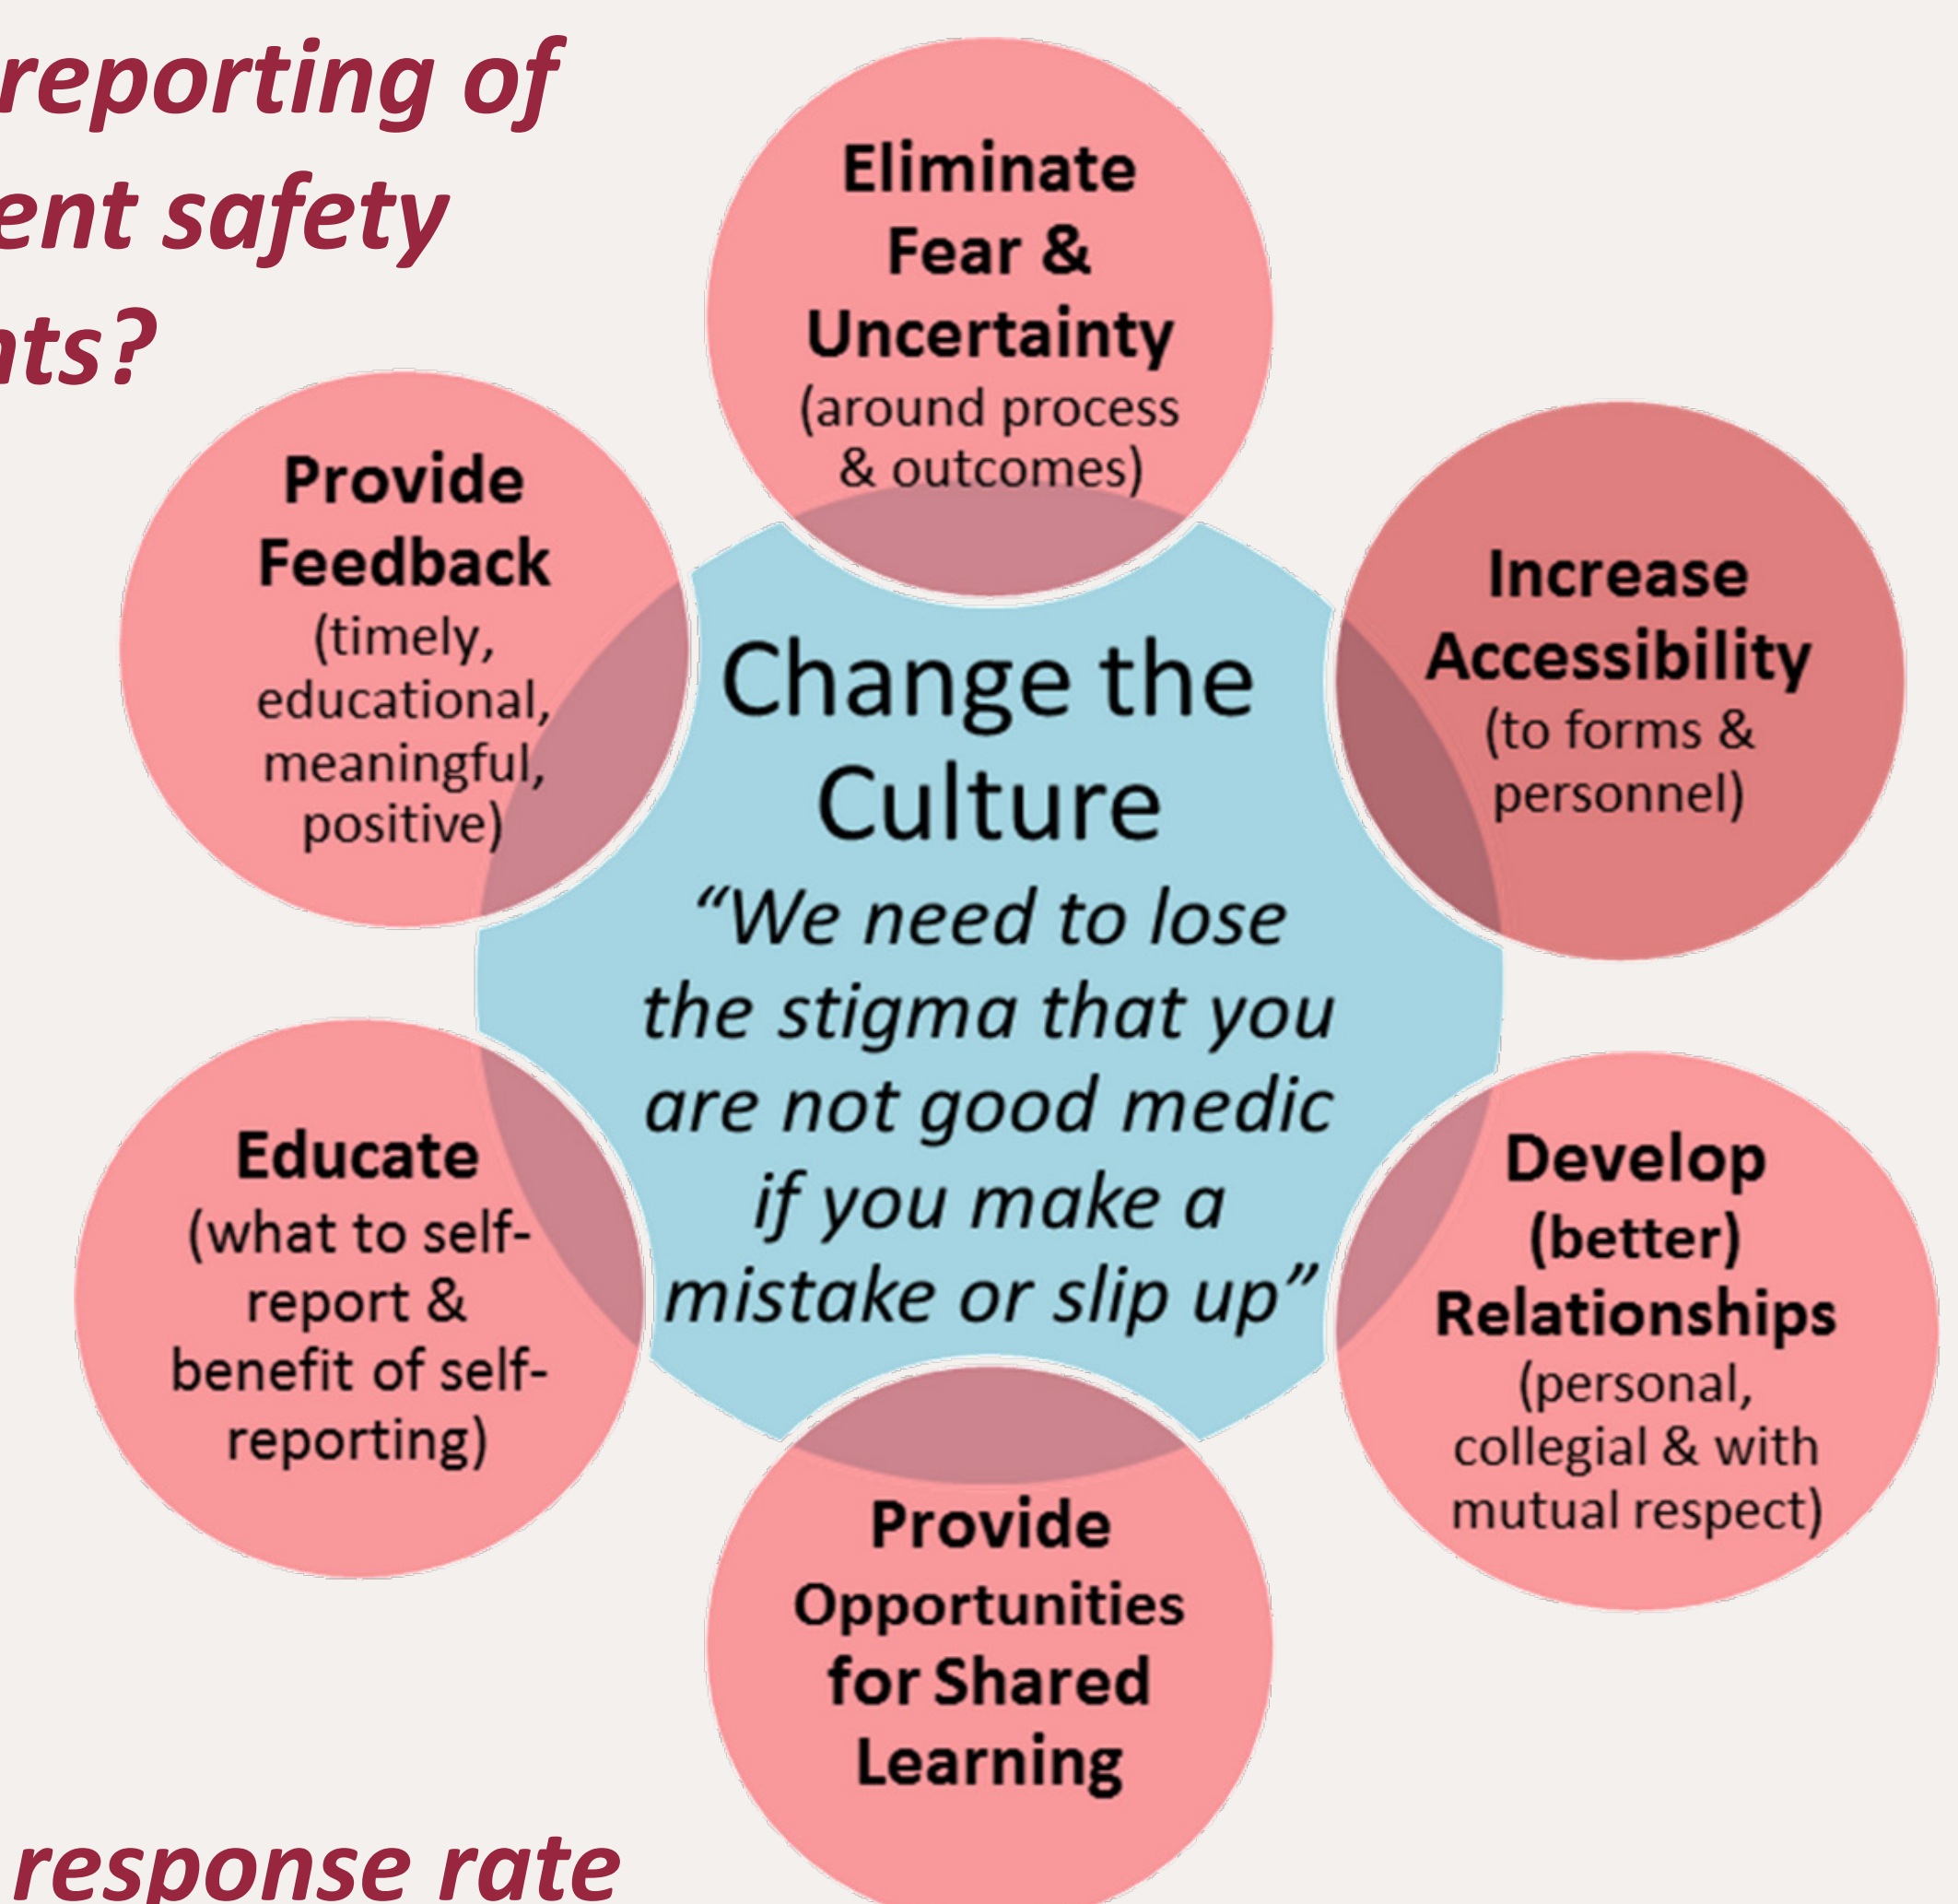 reporting of
ent safety
nts?
Eliminate
Fear &
Uncertainty
(around process
& outcomes)
Provide
Feedback
(timely,
educational,
meaningful,
positive)
Increase
Accessibility
(to forms &
personnel)
Change the
Culture
“We need to lose
the stigma that you
are not good medic
if you make a
mistake or slip up”
Educate
(what to self-
report &
benefit of self-
reporting)
Develop
(better)
Relationships
(personal,
collegial & with
mutual respect)
Provide
Opportunities
for Shared
Learning
response rate